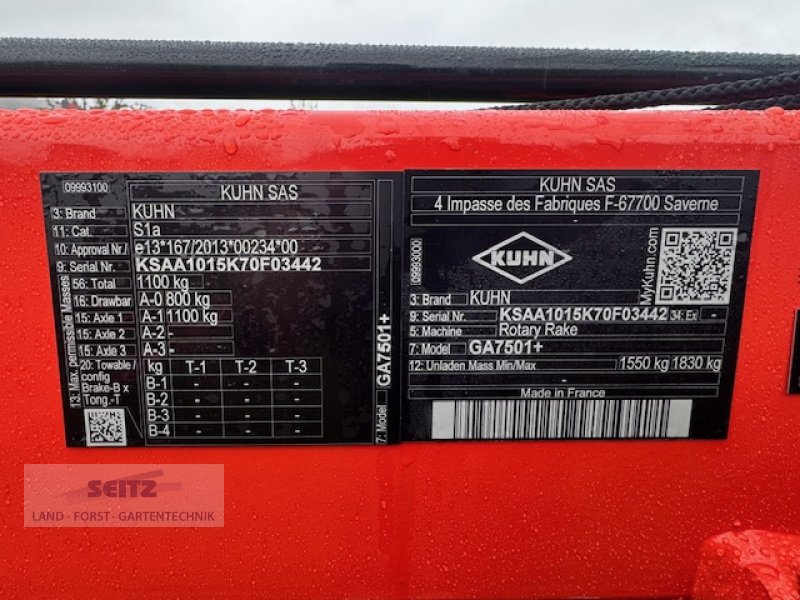 09993100
KUHN SAS
3: Brand KUHN
11: Cat. S1a
10: Approval Nr/ e13*167/2013*00234*00
9: Serial Nr. KSAA1015K70F03442
13: Max. permissible Masses
56: Total 1100 kg
16: Drawbar A-0 800 kg
15: Axle 1 A-1 1100 kg
15: Axle 2 A-2 -
15: Axle 3 A-3 -
20: Towable / config kg T-1 T-2 T-3
Brake-B x B-1 - - -
Tong.-T B-2 - - -
B-3 - - -
B-4 - - -
7: Model GA7501+
KUHN SAS
4 Impasse des Fabriques F-67700 Saverne
09993000
KUHN
MyKuhn.com
3: Brand KUHN
9: Serial Nr. KSAA1015K70F03442 34: Ex -
5: Machine Rotary Rake
7: Model GA7501+
12: Unladen Mass Min/Max 1550 kg 1830 kg
Made in France
SEITZ
LAND - FORST - GARTENTECHNIK